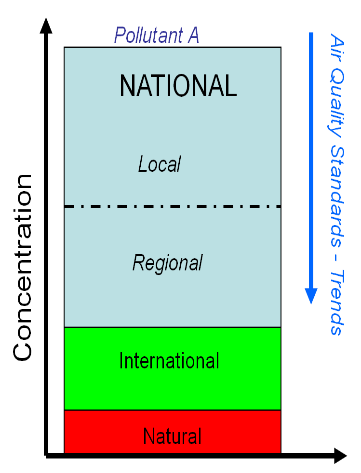 Pollutant A
NATIONAL
Local
Regional
International
Natural
Concentration
Air Quality Standards - Trends